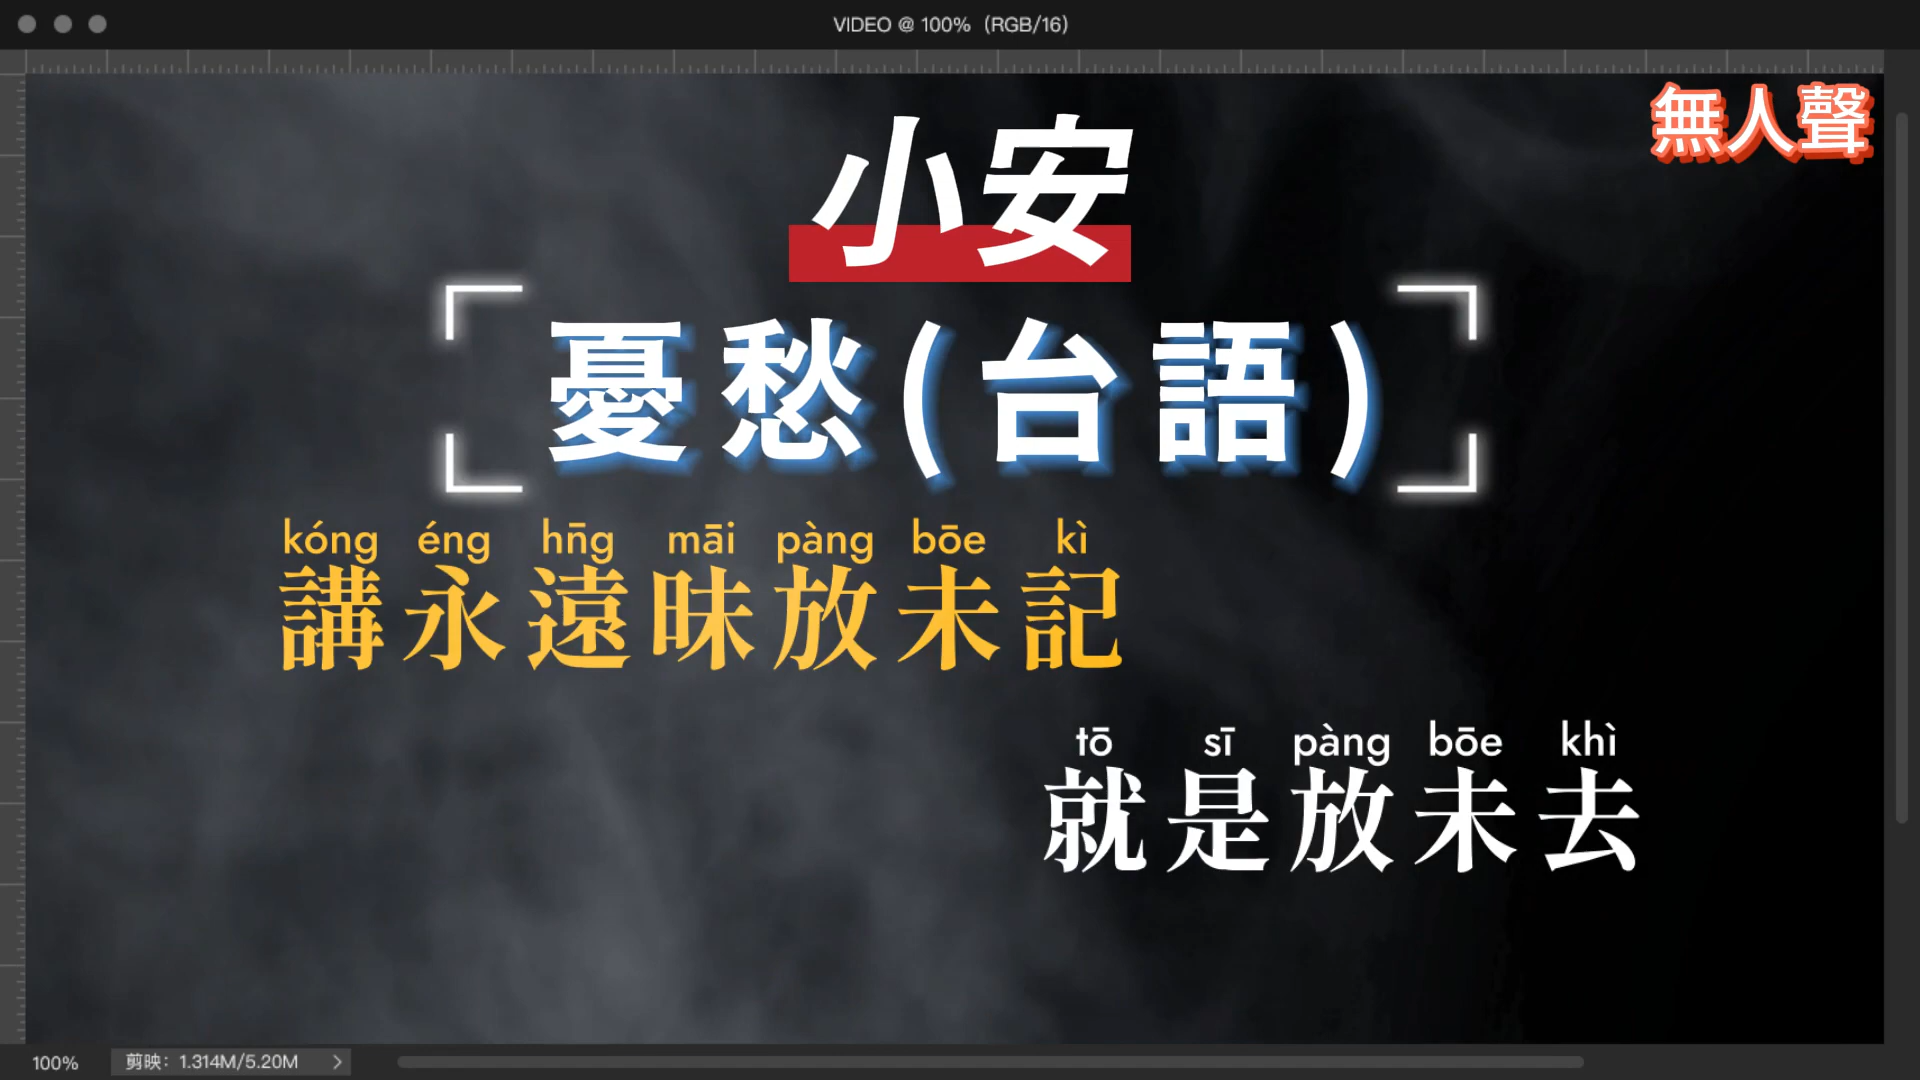 VIDEO @ 100% (RGB/16)
無人聲
小安
憂愁(台語)
kóng éng hn̄g māi pàng bōe kì
講永遠昧放未記
tō sī pàng bōe khì
就是放未去
100% 剪映: 1.314M/5.20M >